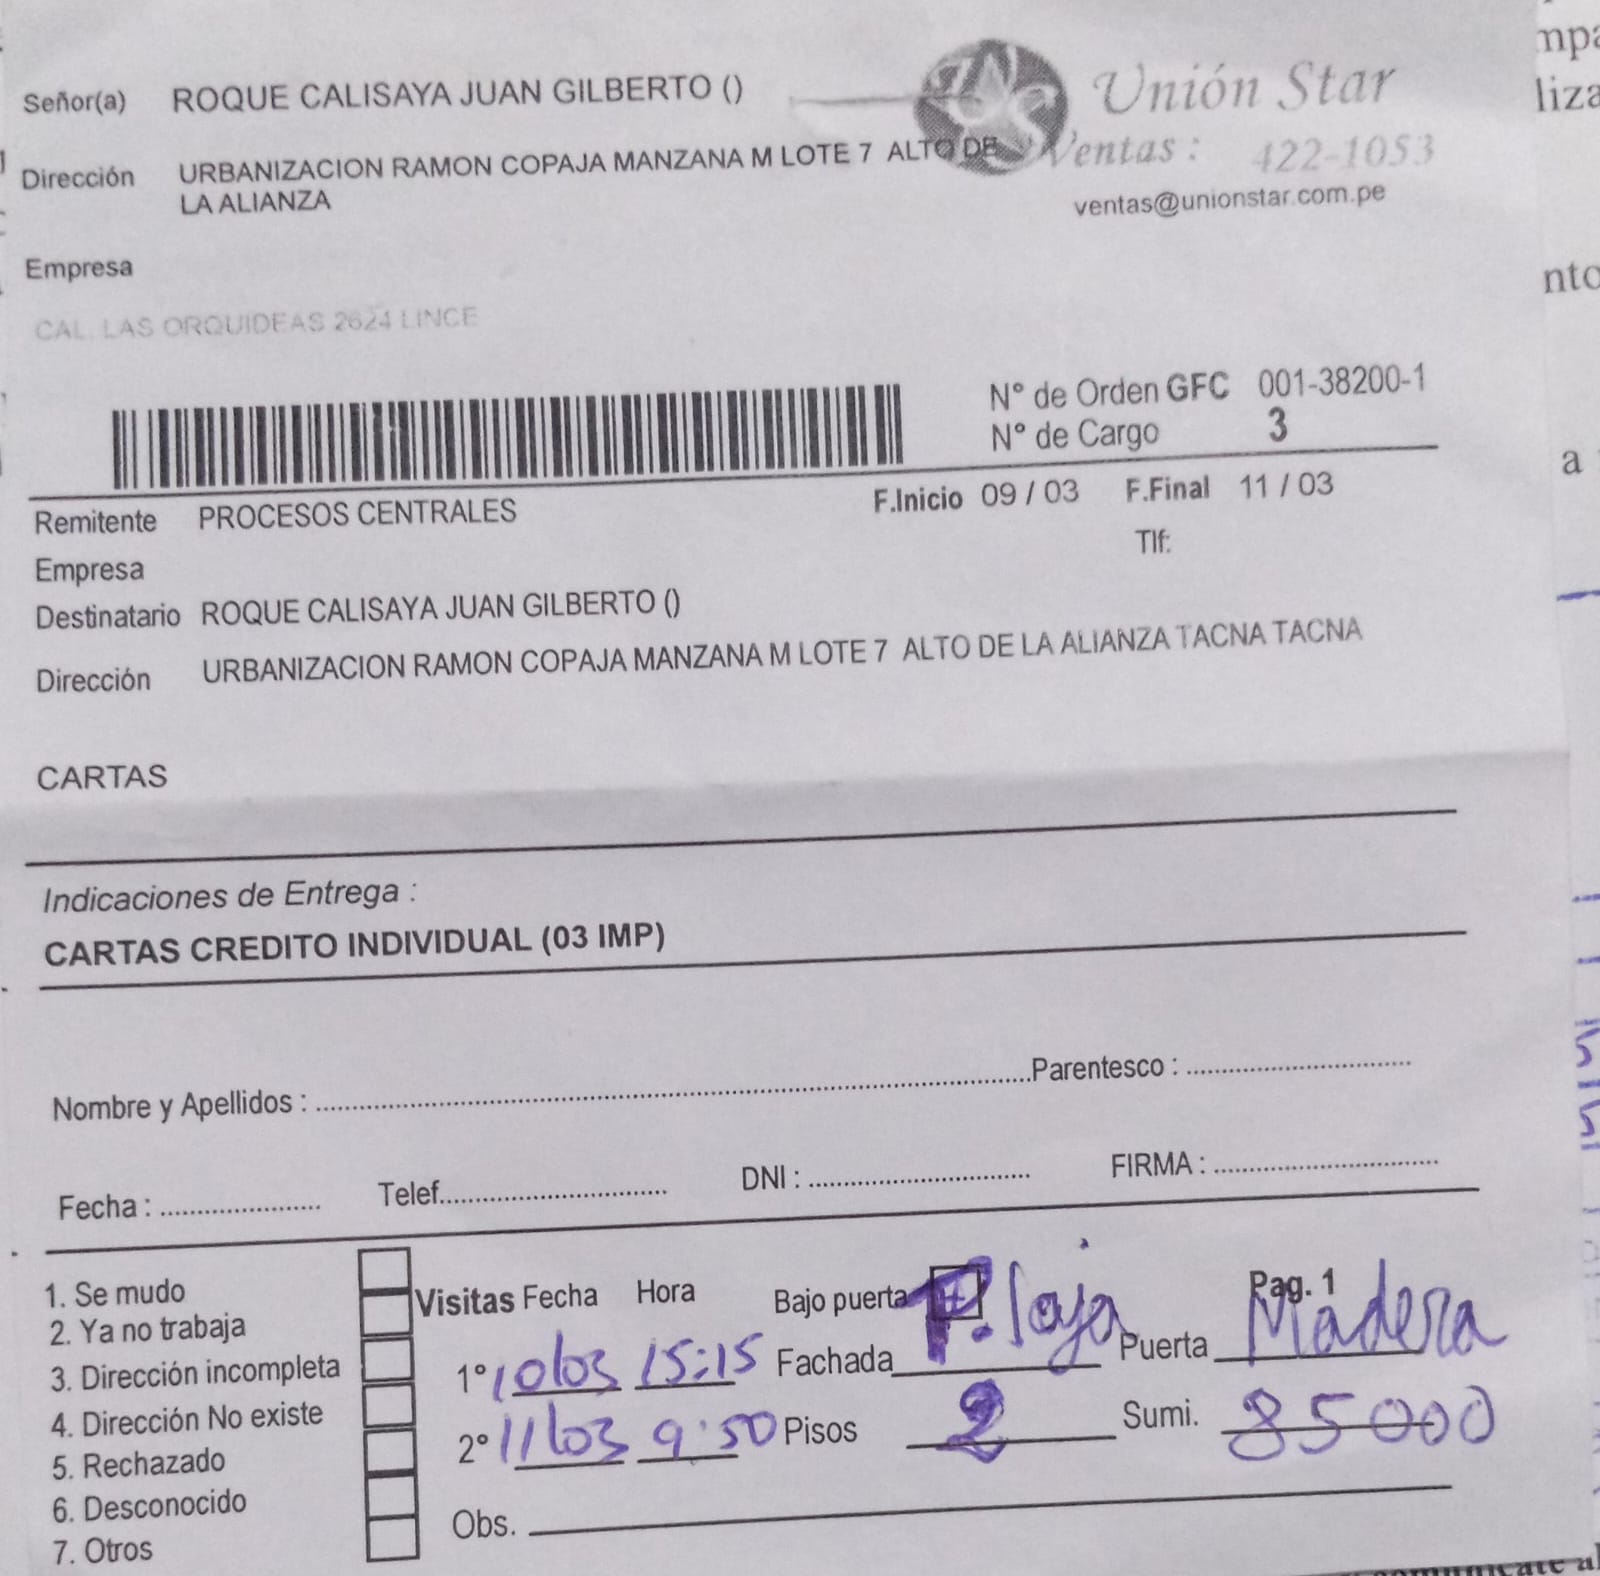 Señor(a) ROQUE CALISAYA JUAN GILBERTO ()
Unión Star
Dirección URBANIZACION RAMON COPAJA MANZANA M LOTE 7 ALTO DE
LA ALIANZA
Ventas : 422-1053
ventas@unionstar.com.pe
Empresa
CAL. LAS ORQUIDEAS 2624 LINCE
N° de Orden GFC 001-38200-1
N° de Cargo 3
Remitente PROCESOS CENTRALES
F.Inicio 09 / 03 F.Final 11 / 03
Tlf:
Empresa
Destinatario ROQUE CALISAYA JUAN GILBERTO ()
Dirección URBANIZACION RAMON COPAJA MANZANA M LOTE 7 ALTO DE LA ALIANZA TACNA TACNA
CARTAS
Indicaciones de Entrega :
CARTAS CREDITO INDIVIDUAL (03 IMP)
Nombre y Apellidos : Parentesco :
Fecha : Telef. DNI : FIRMA :
1. Se mudo
2. Ya no trabaja
3. Dirección incompleta
4. Dirección No existe
5. Rechazado
6. Desconocido
7. Otros
Visitas Fecha Hora Bajo puerta Pag. 1
1° 10/03 15:15 Fachada Puerta Madera
2° 11/03 9:50 Pisos 2 Sumi. 85000
Obs.
mpa
liza
nto
a